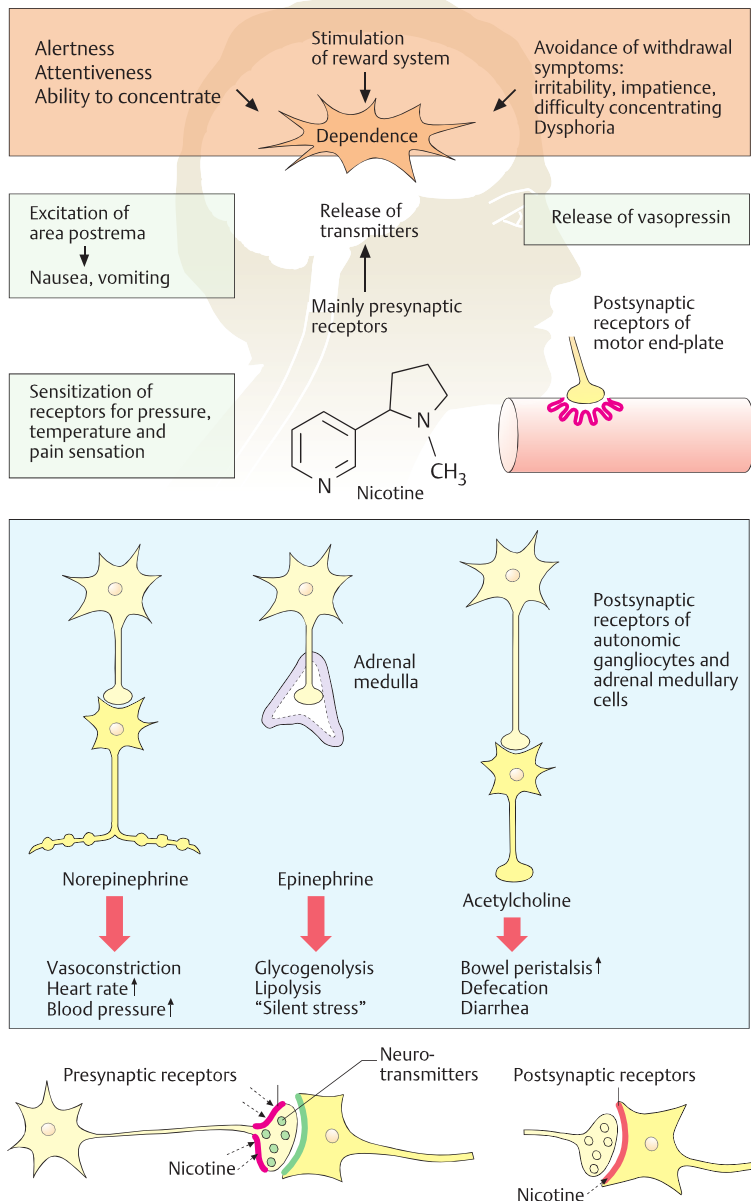 Alertness
Attentiveness
Ability to concentrate
Stimulation
of reward system
Avoidance of withdrawal
symptoms:
irritability, impatience,
difficulty concentrating
Dysphoria
Dependence
Excitation of
area postrema
Nausea, vomiting
Release of
transmitters
Release of vasopressin
Mainly presynaptic
receptors
Postsynaptic
receptors of
motor end-plate
Sensitization of
receptors for pressure,
temperature and
pain sensation
N
N
CH3
Nicotine
Adrenal
medulla
Postsynaptic
receptors of
autonomic
gangliocytes and
adrenal medullary
cells
Norepinephrine
Epinephrine
Acetylcholine
Vasoconstriction
Heart rate↑
Blood pressure↑
Glycogenolysis
Lipolysis
“Silent stress”
Bowel peristalsis↑
Defecation
Diarrhea
Presynaptic receptors
Neuro-
transmitters
Nicotine
Postsynaptic receptors
Nicotine